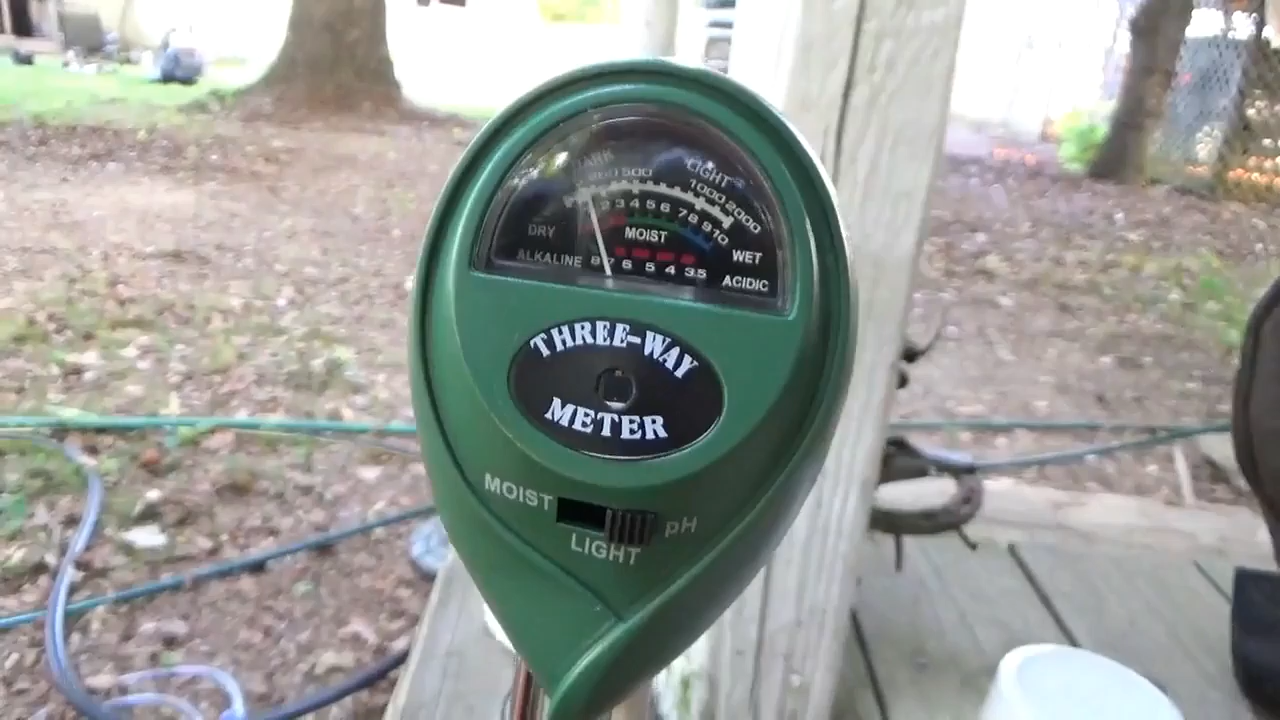 LIGHT
500 1000 2000
2 3 4 5 6 7 8 9 10
DRY MOIST WET
ALKALINE 8 7 6 5 4 3.5 ACIDIC
THREE-WAY
METER
MOIST
pH
LIGHT